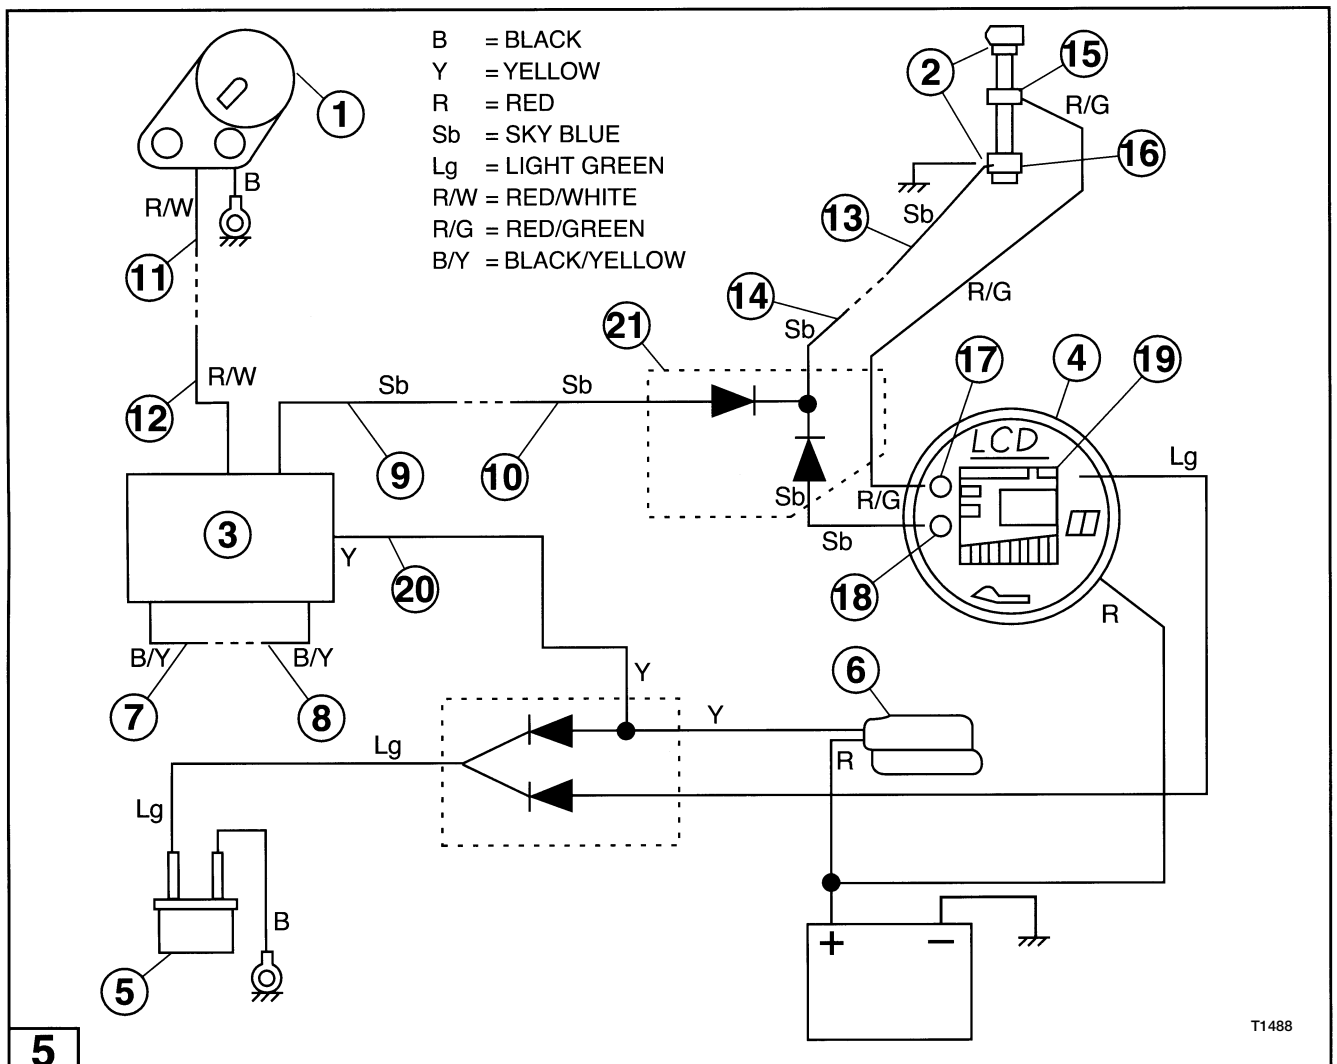 B = BLACK
Y = YELLOW
R = RED
Sb = SKY BLUE
Lg = LIGHT GREEN
R/W = RED/WHITE
R/G = RED/GREEN
B/Y = BLACK/YELLOW
1
2
15
R/G
16
B
R/W
Sb
13
11
R/G
14
Sb
21
17
4
19
R/W
Sb
Sb
12
LCD
Lg
9
10
Sb
R/G
3
Y
Sb
20
18
R
B/Y
B/Y
Y
6
7
8
Y
Lg
R
Lg
B
5
+
−
T1488
5